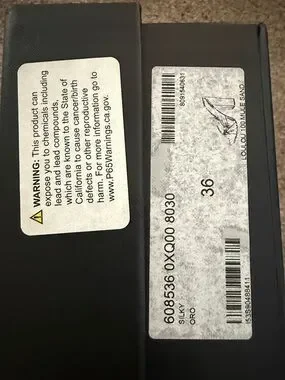 WARNING: This product can
expose you to chemicals including
lead and lead compounds,
which are known to the State of
California to cause cancer/birth
defects or other reproductive
harm. For more information go to
www.P65Warnings.ca.gov.
608536 0XQ00 8030
SILKY
ORO
36
LOULOU 100 MULE SAND